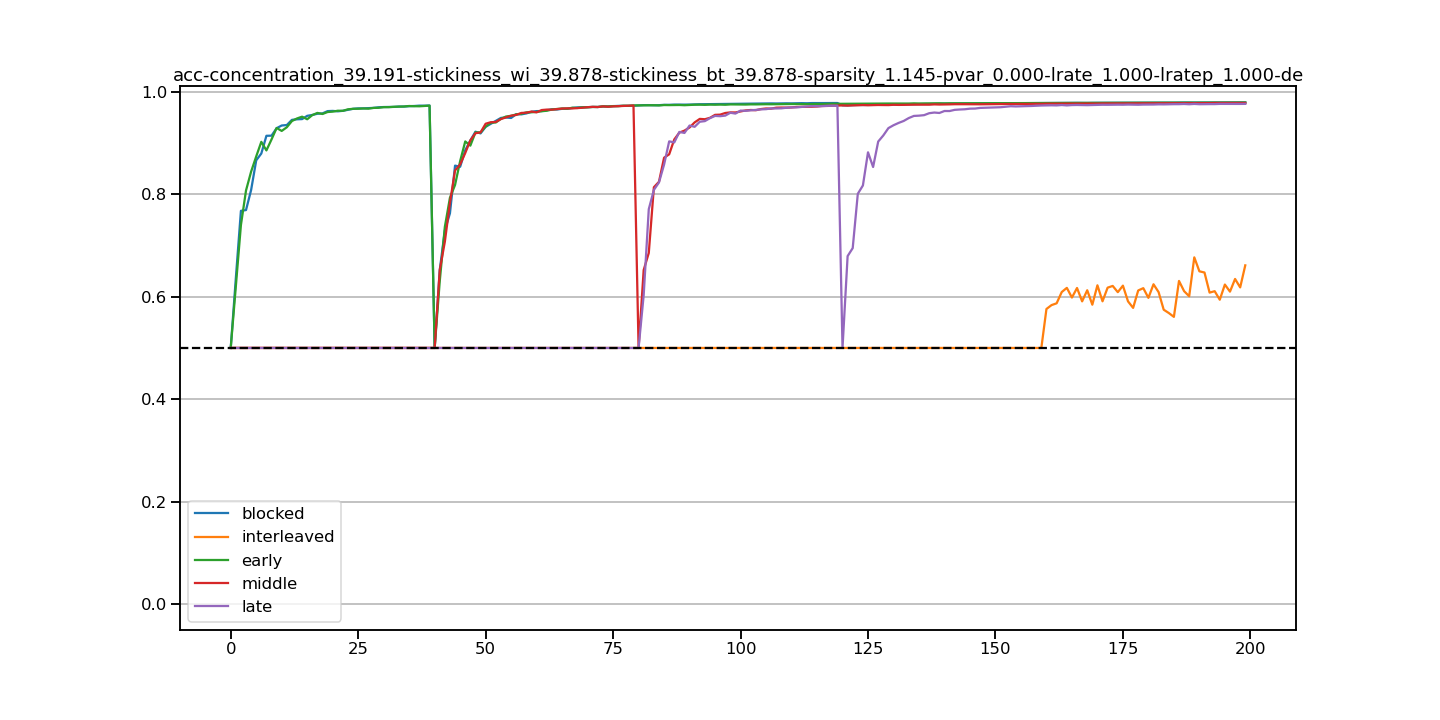 acc-concentration_39.191-stickiness_wi_39.878-stickiness_bt_39.878-sparsity_1.145-pvar_0.000-lrate_1.000-lratep_1.000-de
1.0
0.8
0.6
0.4
0.2
0.0
blocked
interleaved
early
middle
late
0 25 50 75 100 125 150 175 200